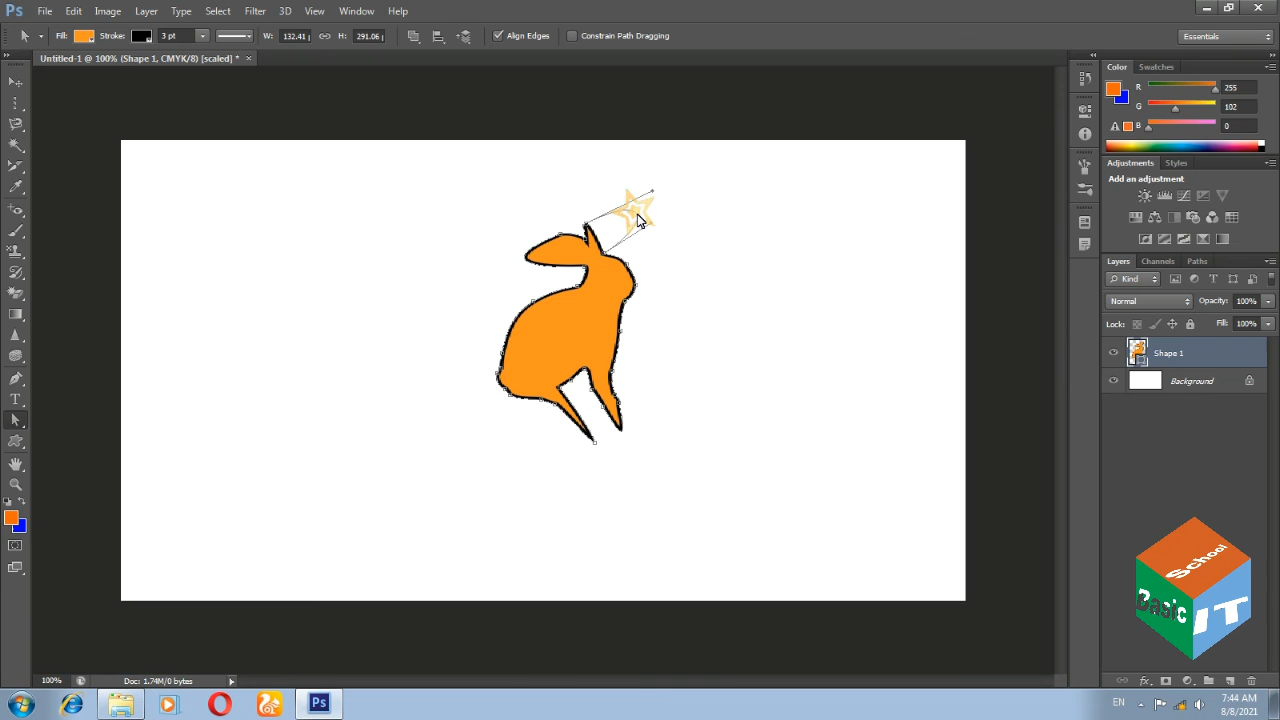 Ps File Edit Image Layer Type Select Filter 3D View Window Help
Fill: Stroke: 3 pt W: 132.41 H: 291.06 Align Edges Constrain Path Dragging Essentials
Untitled-1 @ 100% (Shape 1, CMYK/8) [scaled] * ×
Color Swatches
R 255
G 102
B 0
Adjustments Styles
Add an adjustment
Layers Channels Paths
Kind
Normal Opacity: 100%
Lock: Fill: 100%
Shape 1
Background
School
Basic
IT
100% Doc: 1.74M/0 bytes
Ps EN 7:44 AM
8/8/2021